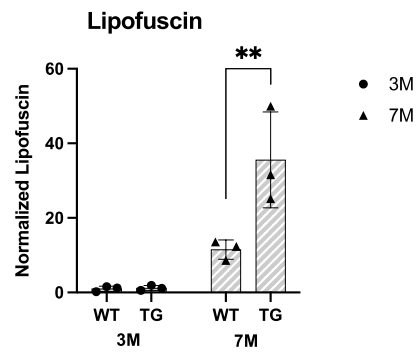 Lipofuscin
**
60
40
20
0
Normalized Lipofuscin
WT TG WT TG
3M 7M
3M
7M